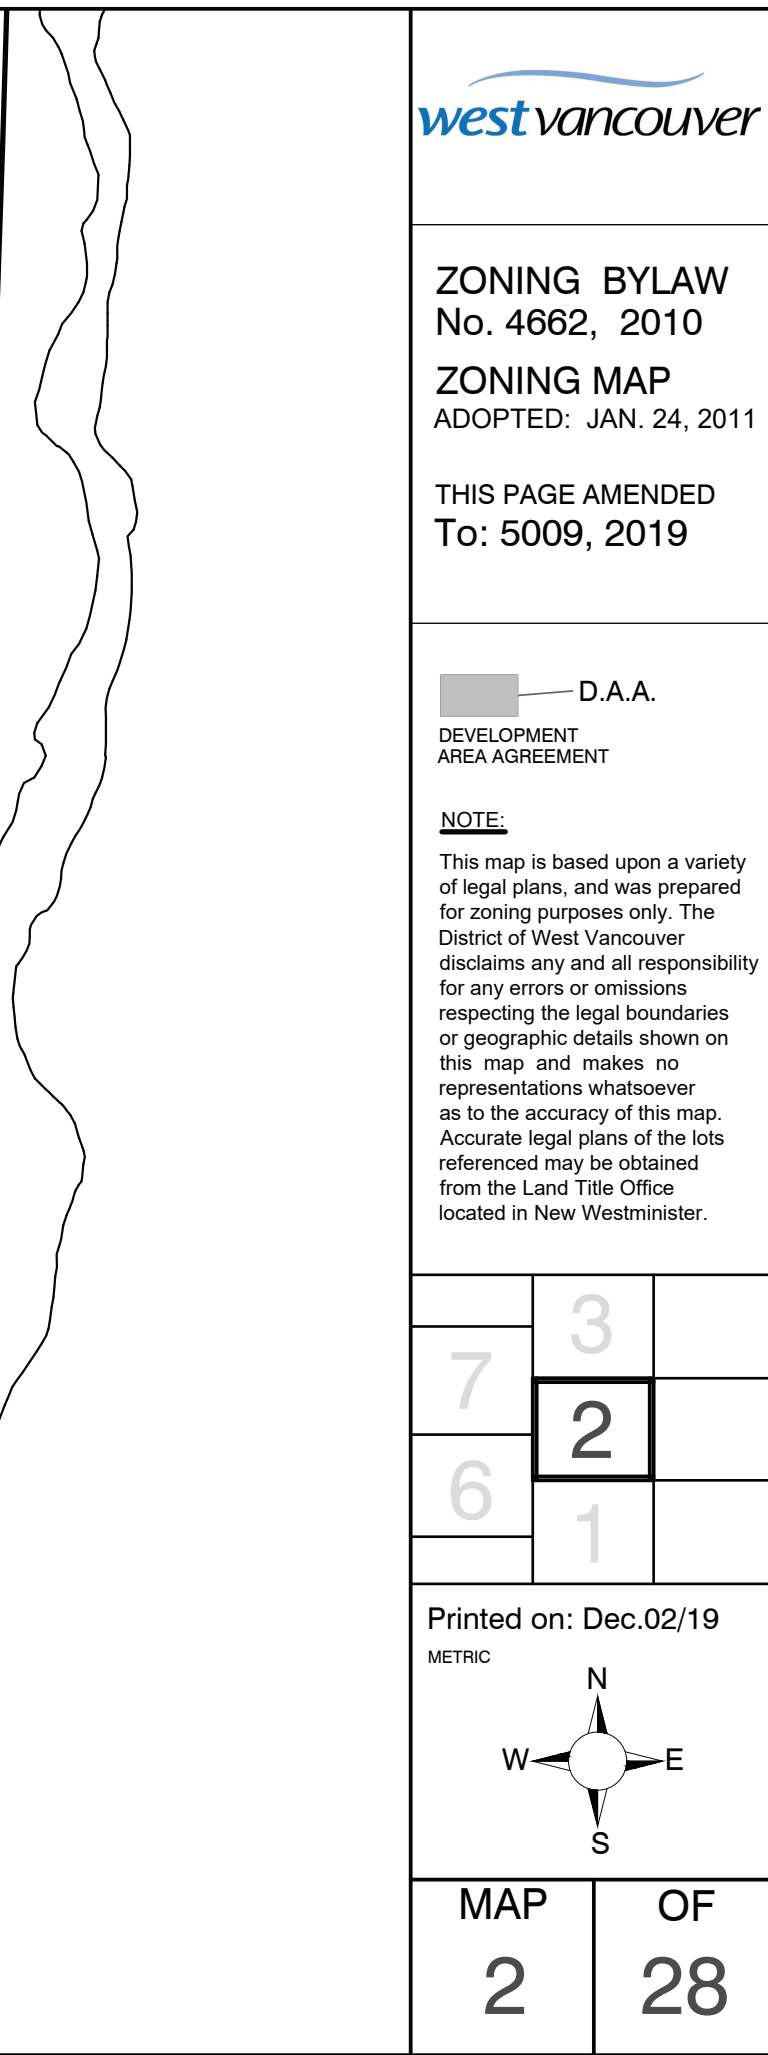 west vancouver
ZONING BYLAW
No. 4662, 2010
ZONING MAP
ADOPTED: JAN. 24, 2011
THIS PAGE AMENDED
To: 5009, 2019
D.A.A.
DEVELOPMENT
AREA AGREEMENT
NOTE:
This map is based upon a variety
of legal plans, and was prepared
for zoning purposes only. The
District of West Vancouver
disclaims any and all responsibility
for any errors or omissions
respecting the legal boundaries
or geographic details shown on
this map and makes no
representations whatsoever
as to the accuracy of this map.
Accurate legal plans of the lots
referenced may be obtained
from the Land Title Office
located in New Westminister.
3
7
2
6
1
Printed on: Dec.02/19
METRIC
N
W E
S
MAP OF
2 28